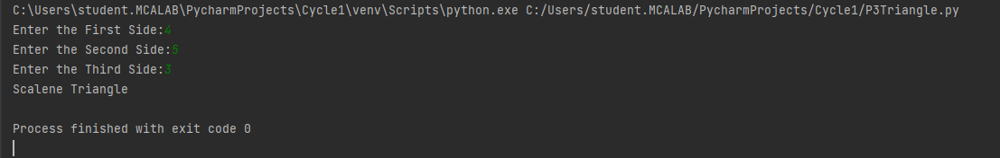 C:\Users\student.MCALAB\PycharmProjects\Cycle1\venv\Scripts\python.exe C:/Users/student.MCALAB/PycharmProjects/Cycle1/P3Triangle.py
Enter the First Side:4
Enter the Second Side:5
Enter the Third Side:3
Scalene Triangle
Process finished with exit code 0